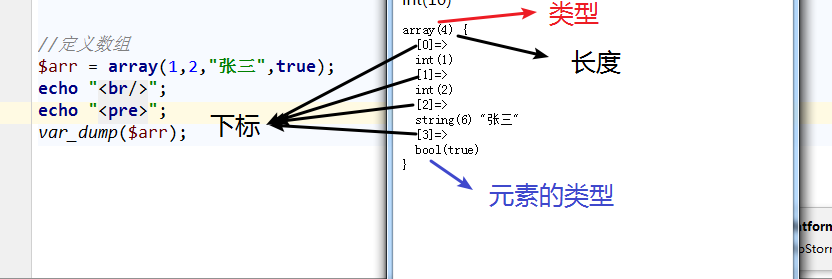 //定义数组
$arr = array(1,2,"张三",true);
echo "<br/>";
echo "<pre>";
var_dump($arr);
下标
int(10)
array(4) {
[0]=>
int(1)
[1]=>
int(2)
[2]=>
string(6) "张三"
[3]=>
bool(true)
}
类型
长度
元素的类型